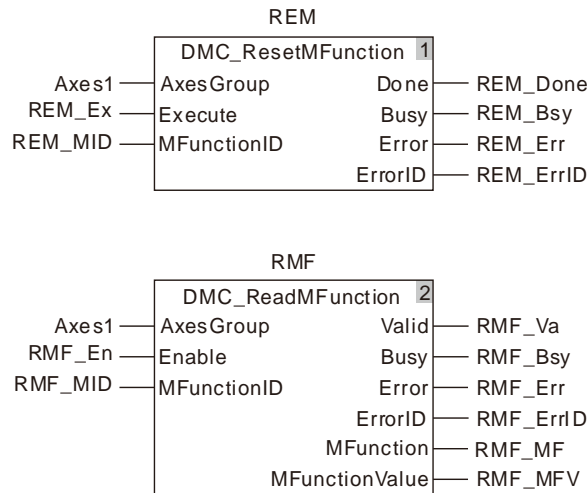 REM
DMC_ResetMFunction 1
Axes1 AxesGroup Done REM_Done
REM_Ex Execute Busy REM_Bsy
REM_MID MFunctionID Error REM_Err
ErrorID REM_ErrID
RMF
DMC_ReadMFunction 2
Axes1 AxesGroup Valid RMF_Va
RMF_En Enable Busy RMF_Bsy
RMF_MID MFunctionID Error RMF_Err
ErrorID RMF_ErrID
MFunction RMF_MF
MFunctionValue RMF_MFV